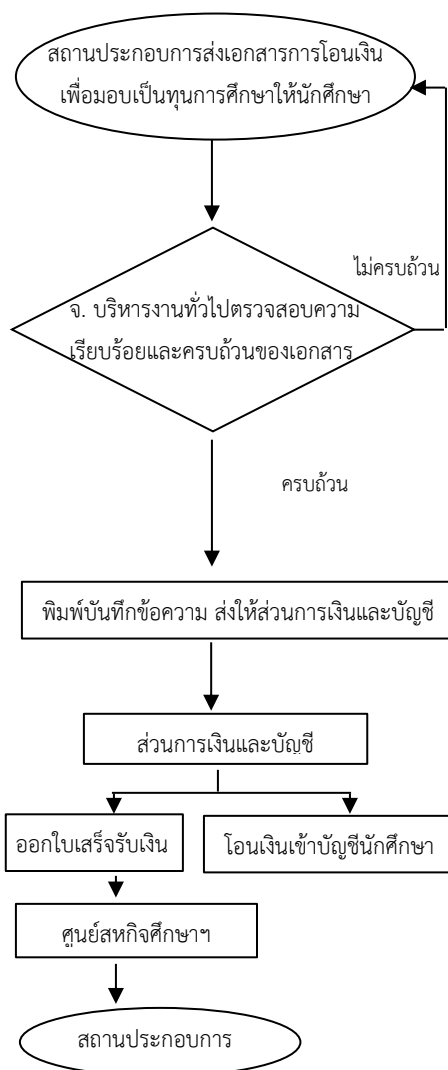 สถานประกอบการส่งเอกสารการโอนเงิน
เพื่อมอบเป็นทุนการศึกษาให้นักศึกษา
ไม่ครบถ้วน
จ. บริหารงานทั่วไปตรวจสอบความ
เรียบร้อยและครบถ้วนของเอกสาร
ครบถ้วน
พิมพ์บันทึกข้อความ ส่งให้ส่วนการเงินและบัญชี
ส่วนการเงินและบัญชี
ออกใบเสร็จรับเงิน
โอนเงินเข้าบัญชีนักศึกษา
ศูนย์สหกิจศึกษาฯ
สถานประกอบการ